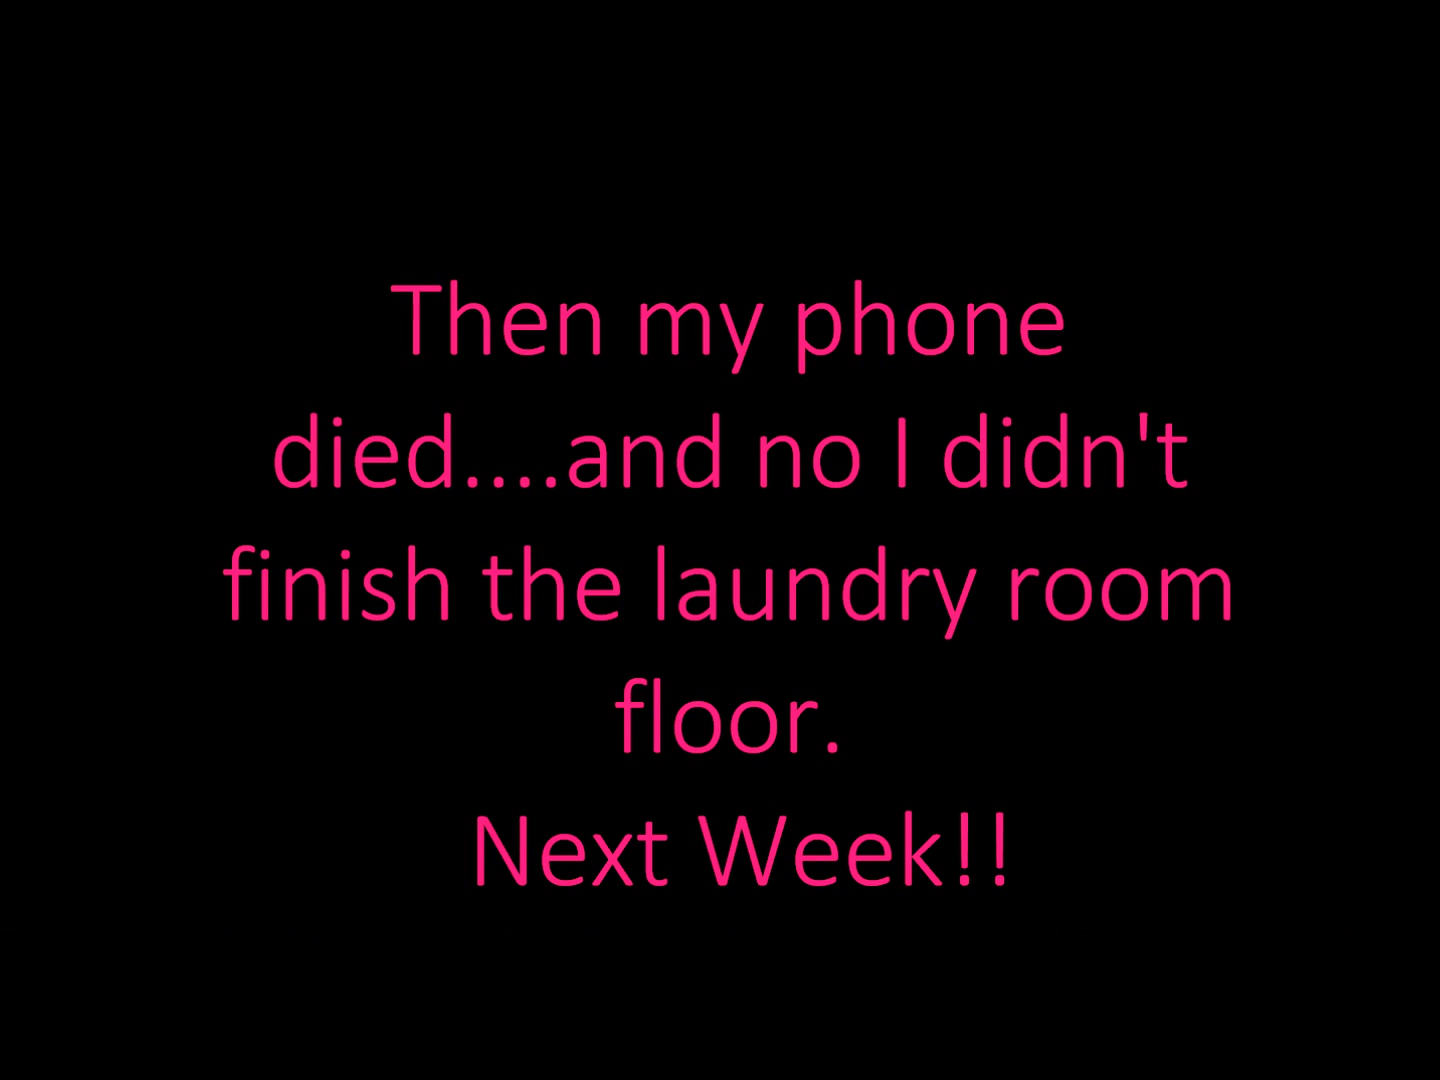 Then my phone
died....and no I didn't
finish the laundry room
floor.
Next Week!!